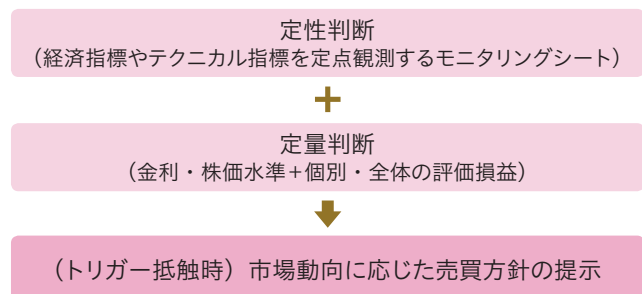 定性判断
（経済指標やテクニカル指標を定点観測するモニタリングシート）
＋
定量判断
（金利・株価水準＋個別・全体の評価損益）
（トリガー抵触時）市場動向に応じた売買方針の提示